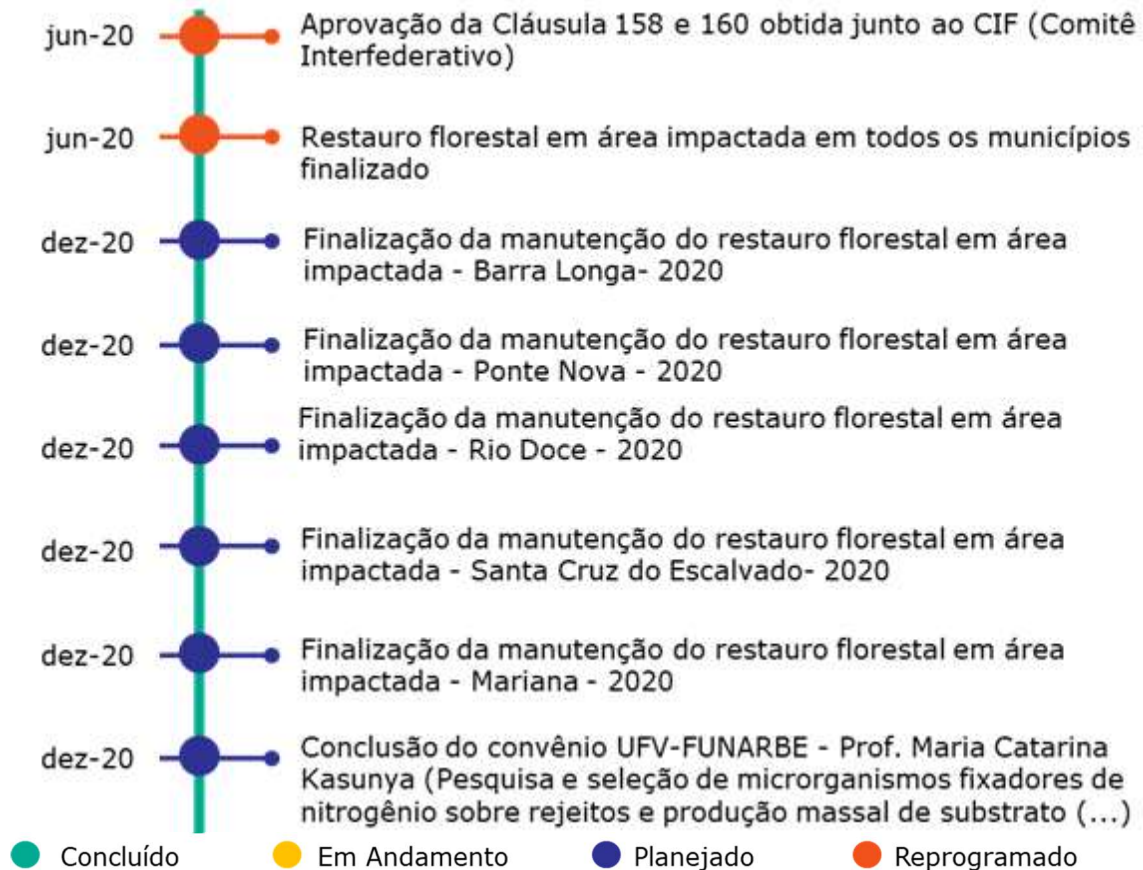 jun-20 Aprovação da Cláusula 158 e 160 obtida junto ao CIF (Comitê
Interfederativo)
jun-20 Restauro florestal em área impactada em todos os municípios
finalizado
dez-20 Finalização da manutenção do restauro florestal em área
impactada - Barra Longa- 2020
dez-20 Finalização da manutenção do restauro florestal em área
impactada - Ponte Nova - 2020
Finalização da manutenção do restauro florestal em área
dez-20 impactada - Rio Doce - 2020
dez-20 Finalização da manutenção do restauro florestal em área
impactada - Santa Cruz do Escalvado- 2020
dez-20 Finalização da manutenção do restauro florestal em área
impactada - Mariana - 2020
dez-20 Conclusão do convênio UFV-FUNARBE - Prof. Maria Catarina
Kasunya (Pesquisa e seleção de microrganismos fixadores de
nitrogênio sobre rejeitos e produção massal de substrato (...)
Concluído Em Andamento Planejado Reprogramado